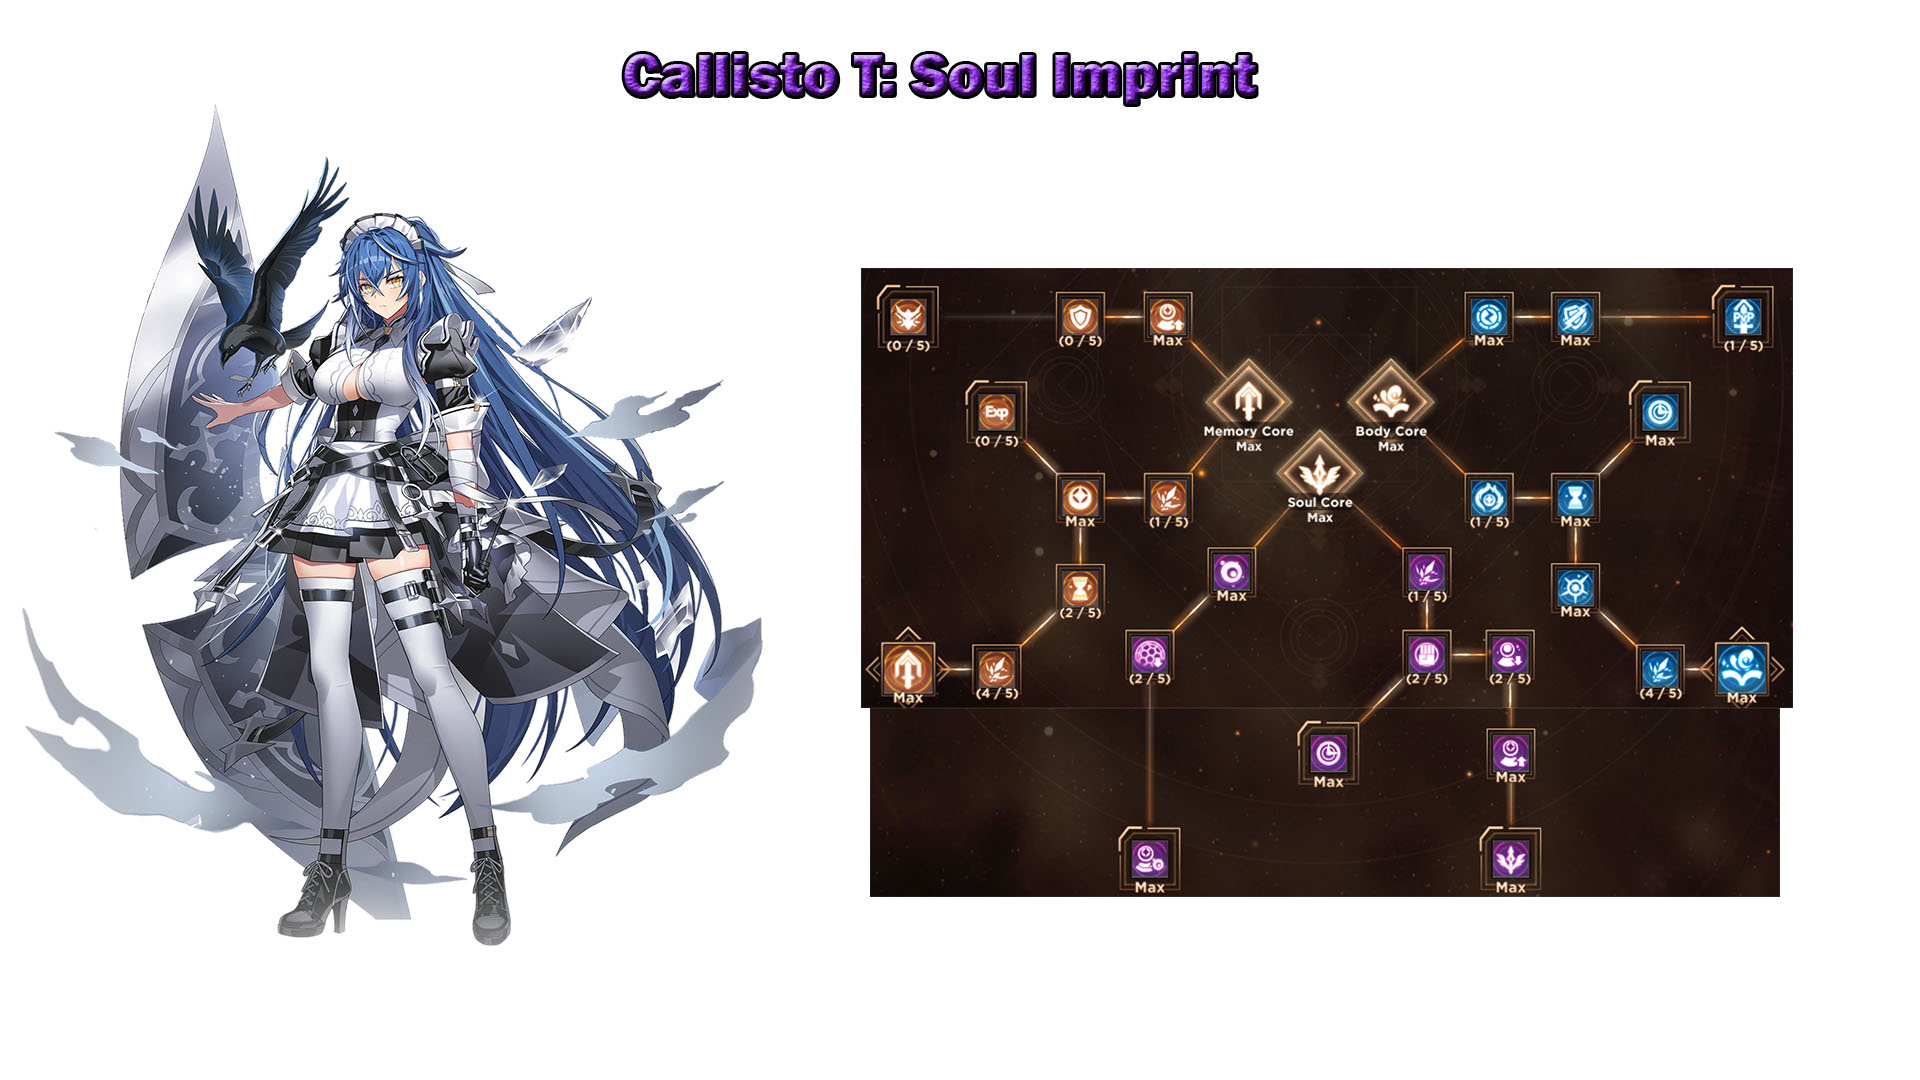 Callisto T: Soul Imprint
(0 / 5)
(0 / 5)
Max
Max
Max
PvP
(1 / 5)
Exp
(0 / 5)
Memory Core
Max
Body Core
Max
Max
Soul Core
Max
Max
(1 / 5)
(1 / 5)
Max
(2 / 5)
Max
(1 / 5)
Max
Max
(4 / 5)
(2 / 5)
(2 / 5)
(2 / 5)
(4 / 5)
Max
Max
Max
Max
Max